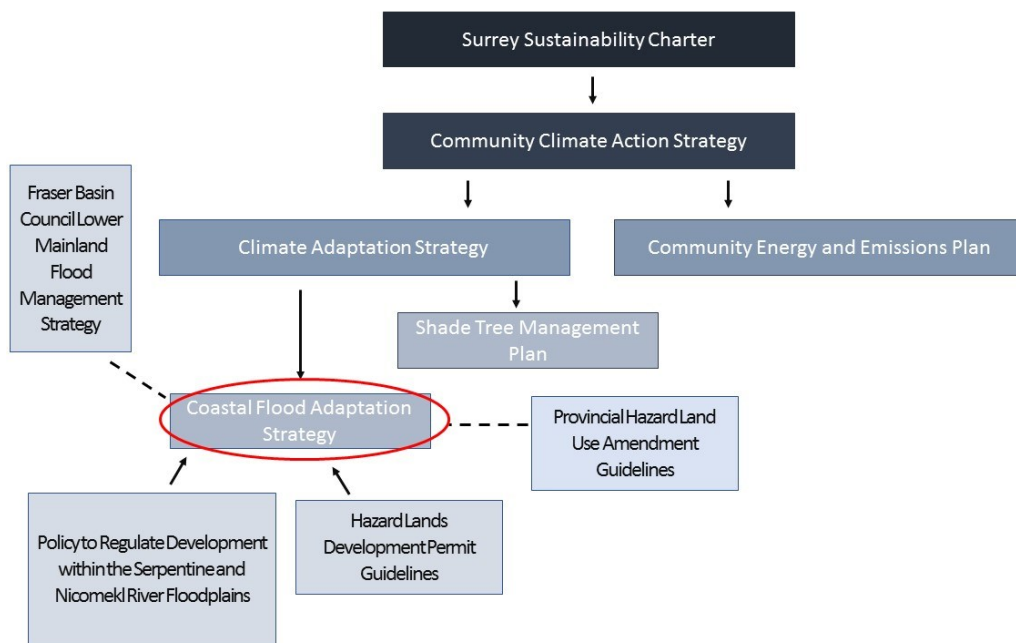 Surrey Sustainability Charter
Community Climate Action Strategy
Fraser Basin
Council Lower
Mainland
Flood
Management
Strategy
Climate Adaptation Strategy
Community Energy and Emissions Plan
Shade Tree Management
Plan
Coastal Flood Adaptation
Strategy
Provincial Hazard Land
Use Amendment
Guidelines
Policy to Regulate Development
within the Serpentine and
Nicomekl River Floodplains
Hazard Lands
Development Permit
Guidelines